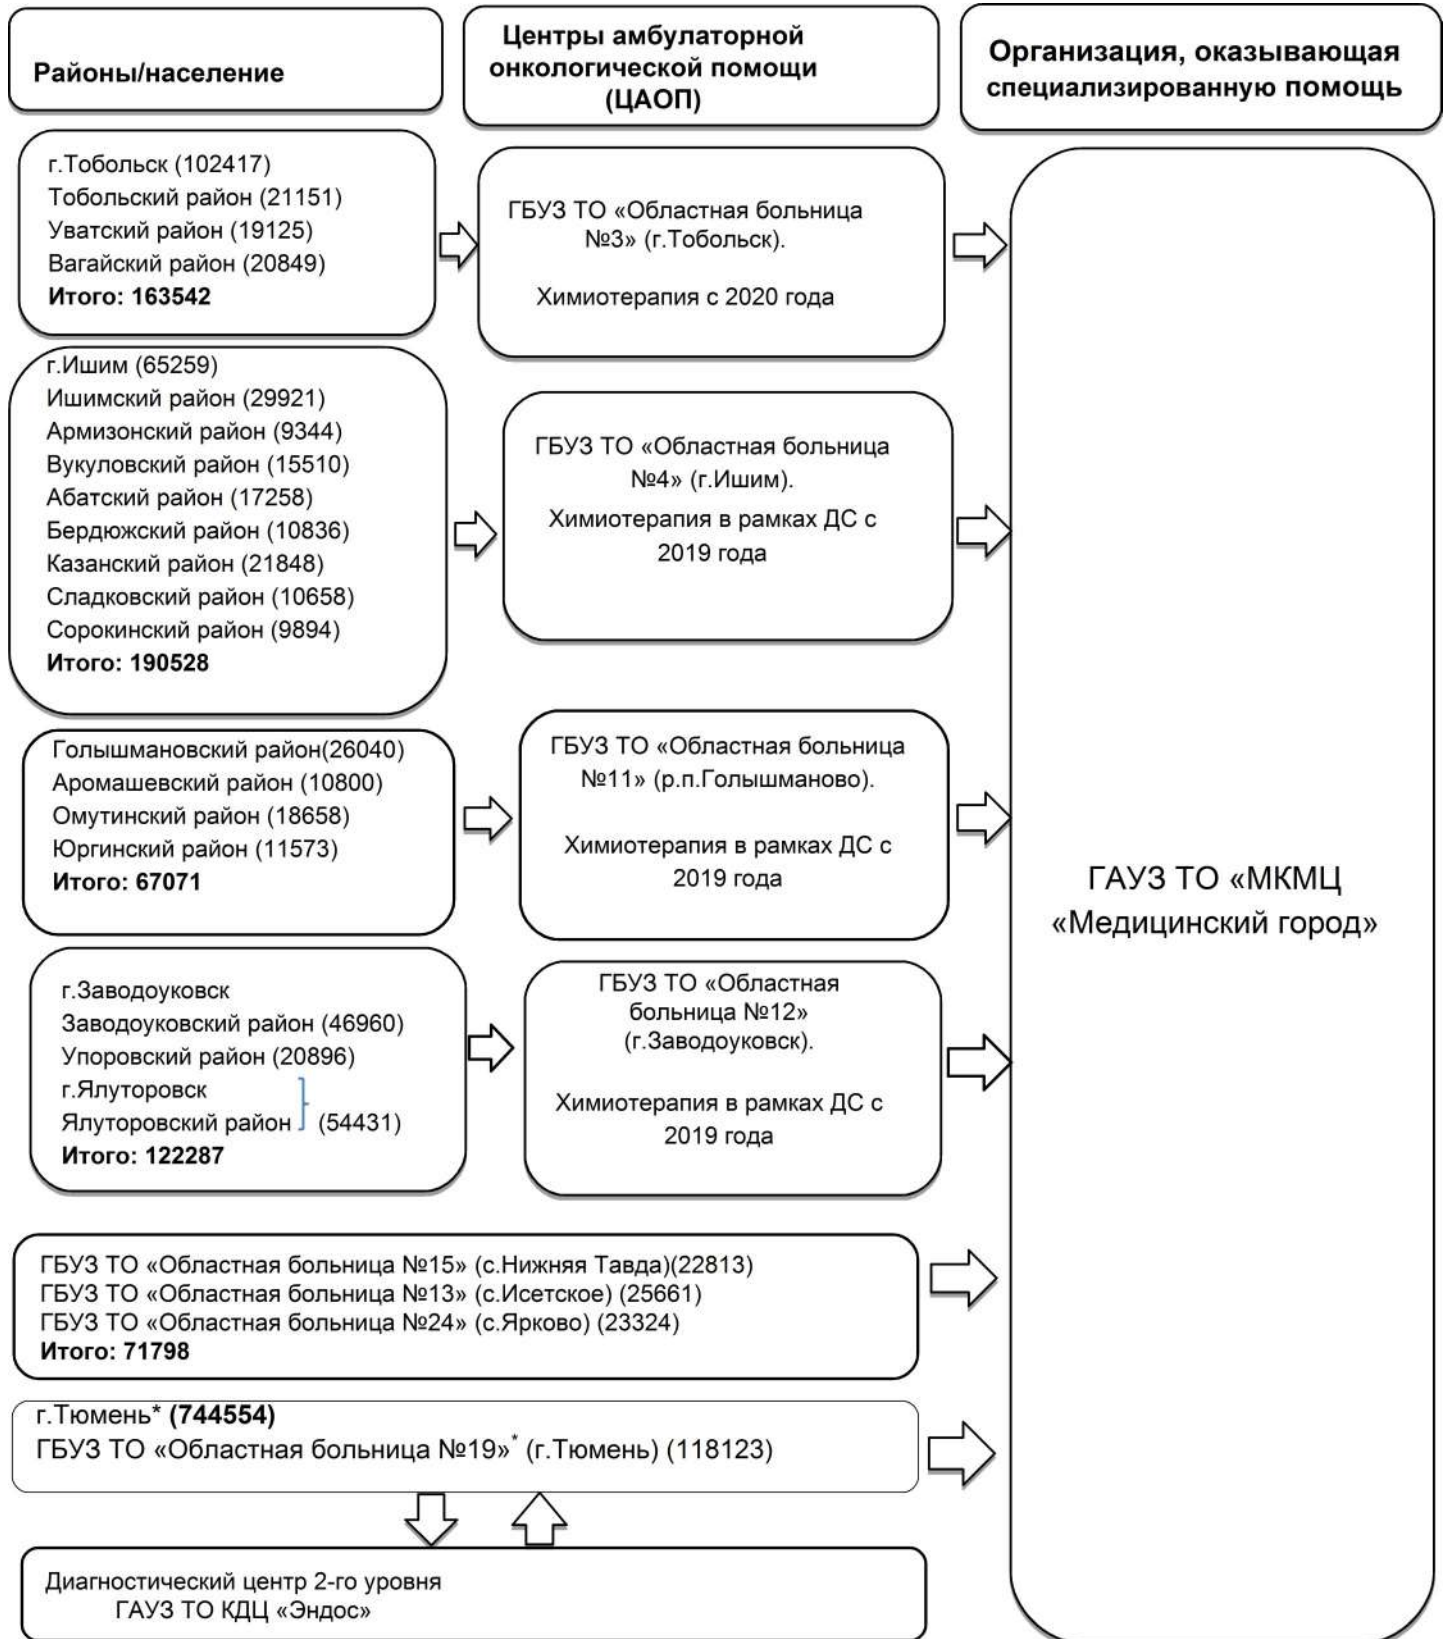 Районы/население
Центры амбулаторной
онкологической помощи
(ЦАОП)
Организация, оказывающая
специализированную помощь
г.Тобольск (102417)
Тобольский район (21151)
Уватский район (19125)
Вагайский район (20849)
Итого: 163542
ГБУЗ ТО «Областная больница
№3» (г.Тобольск).
Химиотерапия с 2020 года
г.Ишим (65259)
Ишимский район (29921)
Армизонский район (9344)
Вукуловский район (15510)
Абатский район (17258)
Бердюжский район (10836)
Казанский район (21848)
Сладковский район (10658)
Сорокинский район (9894)
Итого: 190528
ГБУЗ ТО «Областная больница
№4» (г.Ишим).
Химиотерапия в рамках ДС с
2019 года
Голышмановский район(26040)
Аромашевский район (10800)
Омутинский район (18658)
Юргинский район (11573)
Итого: 67071
ГБУЗ ТО «Областная больница
№11» (р.п.Голышманово).
Химиотерапия в рамках ДС с
2019 года
г.Заводоуковск
Заводоуковский район (46960)
Упоровский район (20896)
г.Ялуторовск
Ялуторовский район (54431)
Итого: 122287
ГБУЗ ТО «Областная
больница №12»
(г.Заводоуковск).
Химиотерапия в рамках ДС с
2019 года
ГБУЗ ТО «Областная больница №15» (с.Нижняя Тавда)(22813)
ГБУЗ ТО «Областная больница №13» (с.Исетское) (25661)
ГБУЗ ТО «Областная больница №24» (с.Ярково) (23324)
Итого: 71798
г.Тюмень* (744554)
ГБУЗ ТО «Областная больница №19»* (г.Тюмень) (118123)
Диагностический центр 2-го уровня
ГАУЗ ТО КДЦ «Эндос»
ГАУЗ ТО «МКМЦ
«Медицинский город»